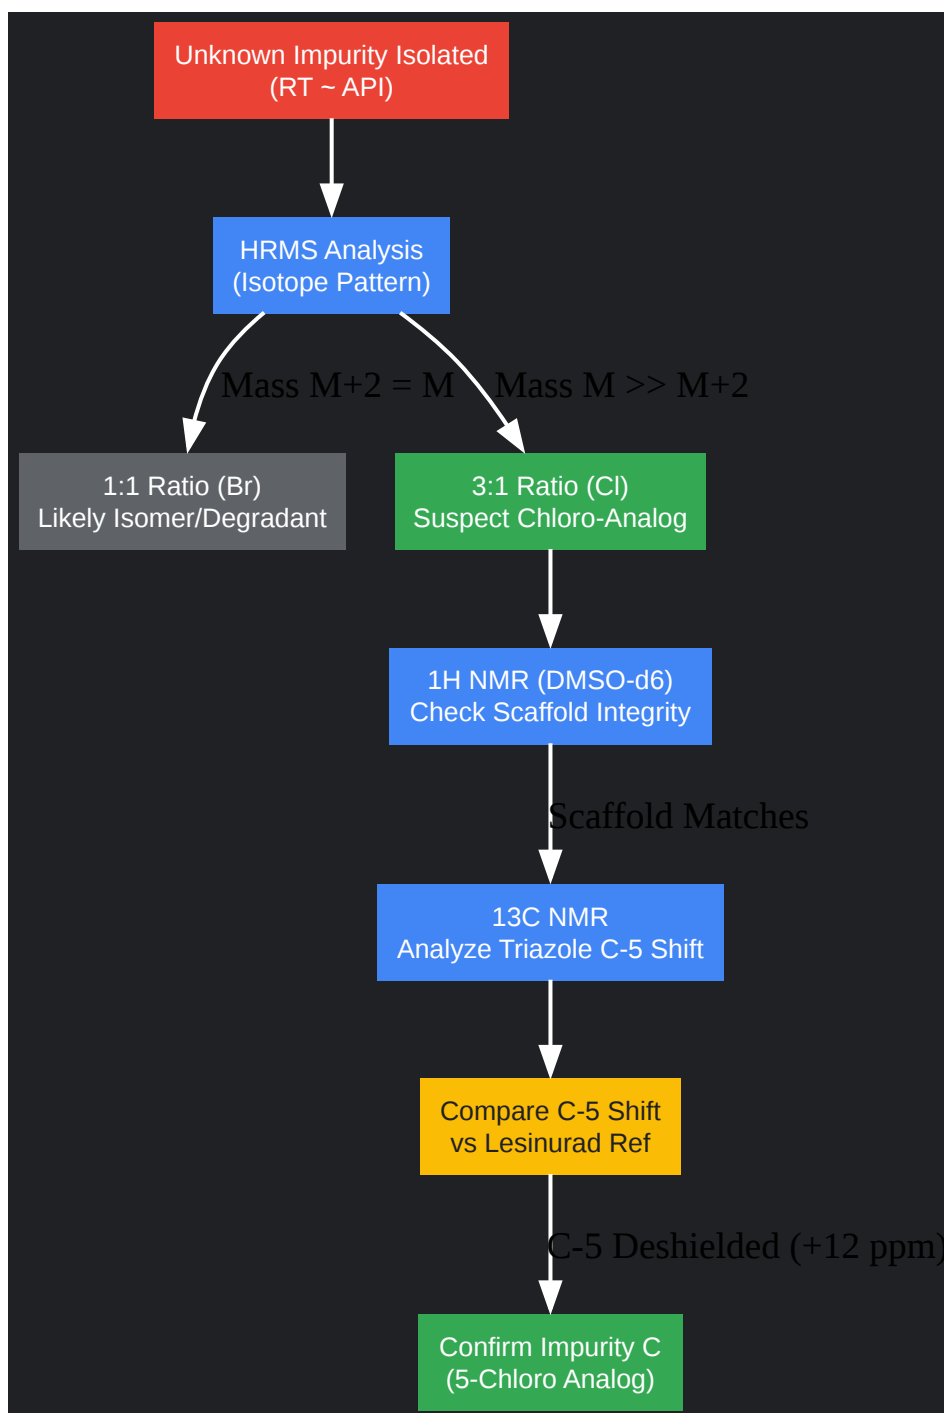 Unknown Impurity Isolated
(RT ~ API)
HRMS Analysis
(Isotope Pattern)
Mass M+2 = M
Mass M >> M+2
1:1 Ratio (Br)
Likely Isomer/Degradant
3:1 Ratio (Cl)
Suspect Chloro-Analog
1H NMR (DMSO-d6)
Check Scaffold Integrity
Scaffold Matches
13C NMR
Analyze Triazole C-5 Shift
Compare C-5 Shift
vs Lesinurad Ref
C-5 Deshielded (+12 ppm)
Confirm Impurity C
(5-Chloro Analog)